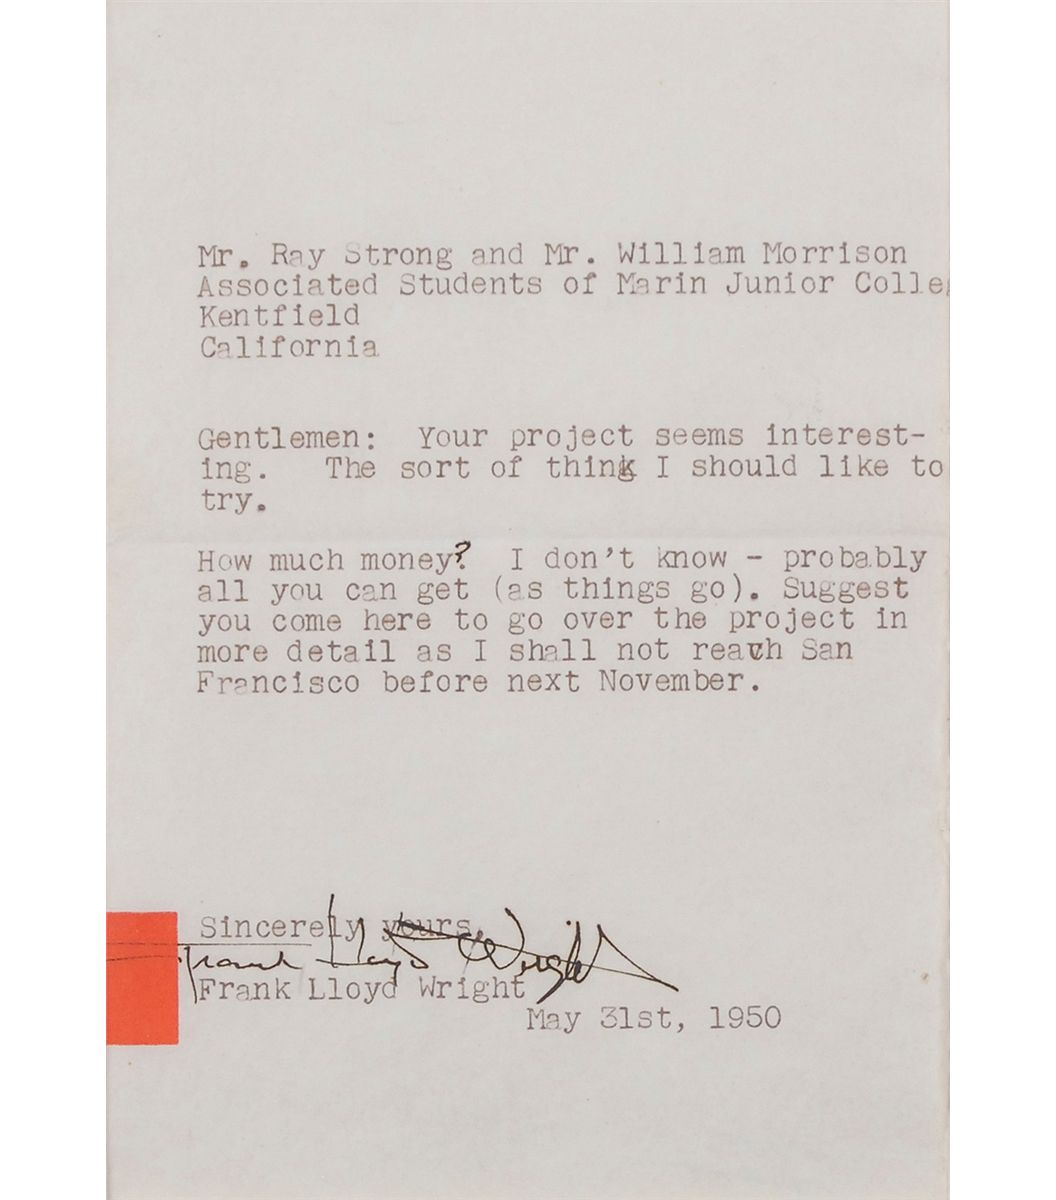 Mr. Ray Strong and Mr. William Morrison
Associated Students of Marin Junior Colleg
Kentfield
California
Gentlemen: Your project seems interest-
ing. The sort of thing I should like to
try.
How much money? I don't know - probably
all you can get (as things go). Suggest
you come here to go over the project in
more detail as I shall not reach San
Francisco before next November.
Sincerely yours,
Frank Lloyd Wright
Frank Lloyd Wright
May 31st, 1950